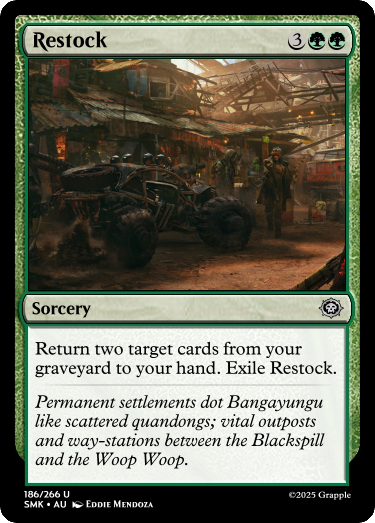 Restock 3
Sorcery
Return two target cards from your
graveyard to your hand. Exile Restock.
Permanent settlements dot Bangayungu
like scattered quandongs; vital outposts
and way-stations between the Blackspill
and the Woop Woop.
186/266 U
SMK • AU Eddie Mendoza
©2025 Grapple